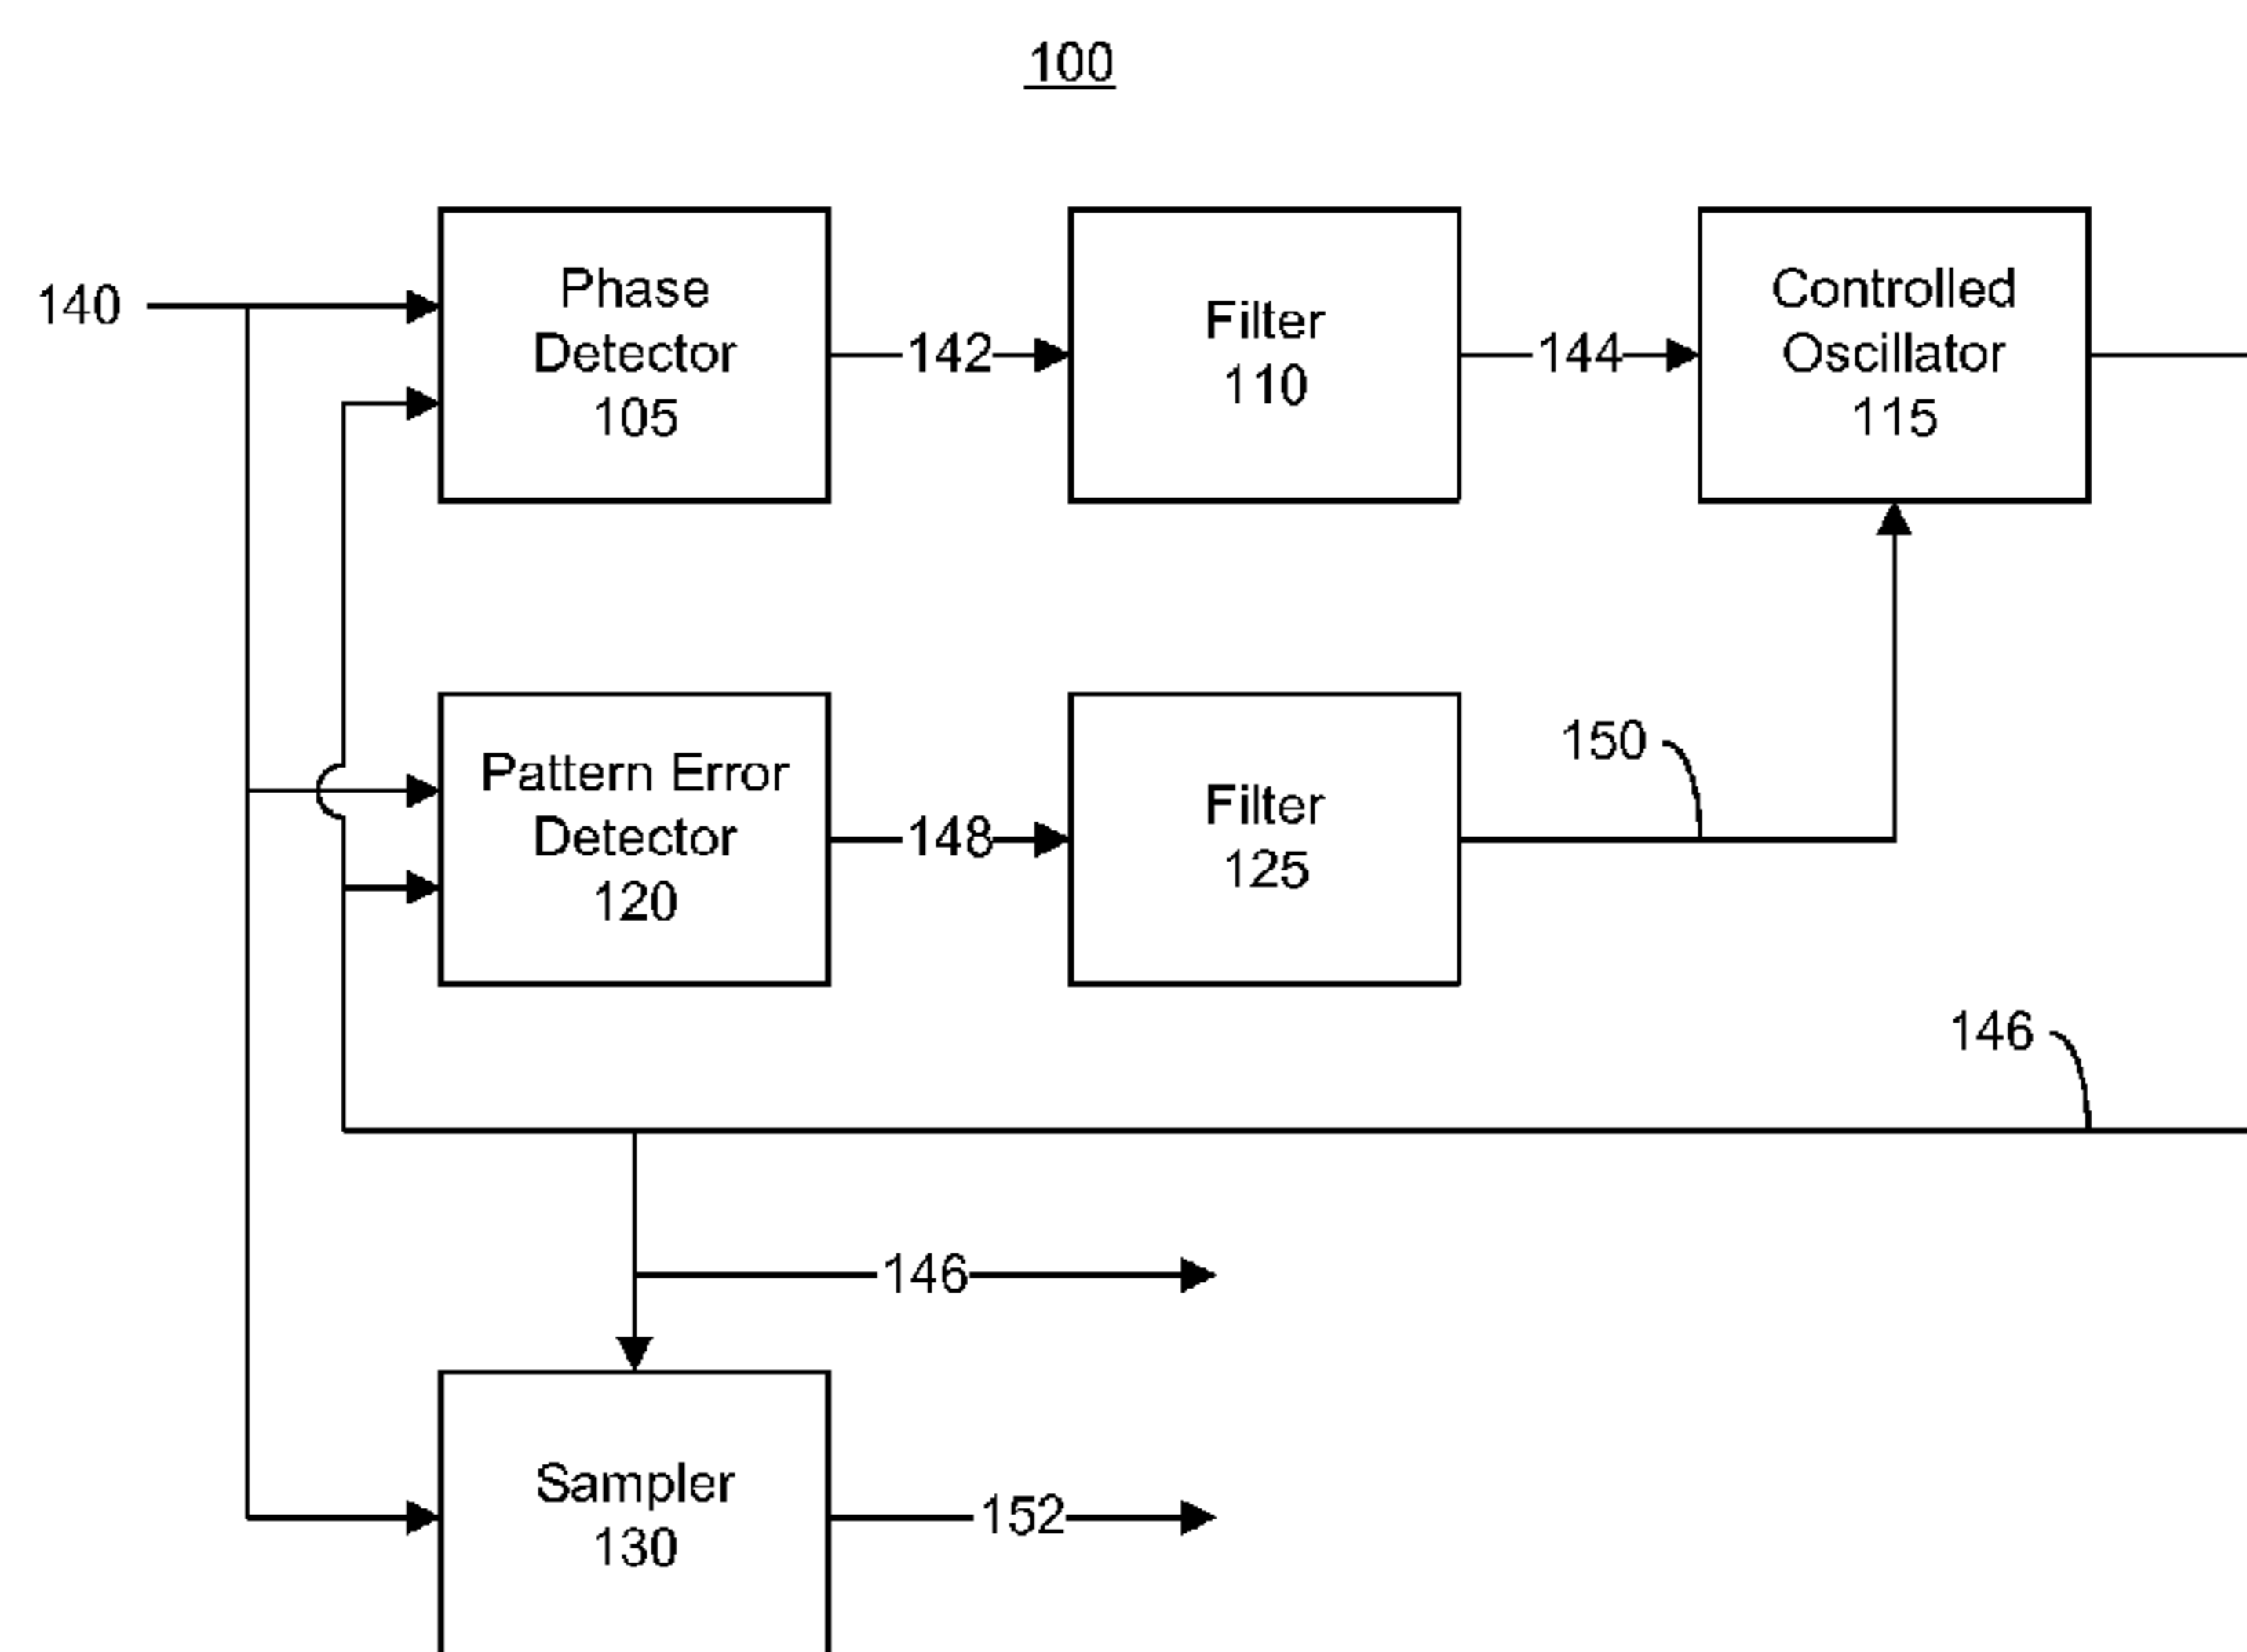 100
140
Phase
Detector
105
142
Filter
110
144
Controlled
Oscillator
115
Pattern Error
Detector
120
148
Filter
125
150
146
146
Sampler
130
152